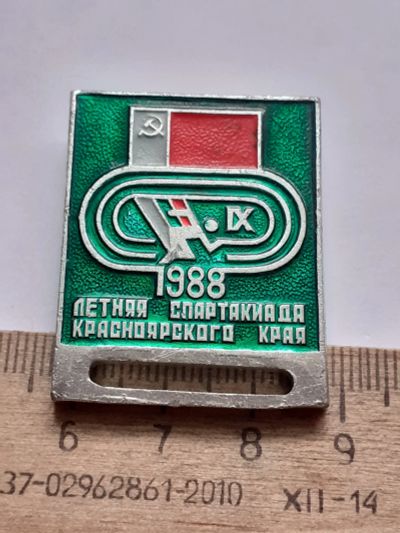 IX
1988
ЛЕТНЯЯ СПАРТАКИАДА
КРАСНОЯРСКОГО КРАЯ
6 7 8 9
37-02962861-2010 XII-14